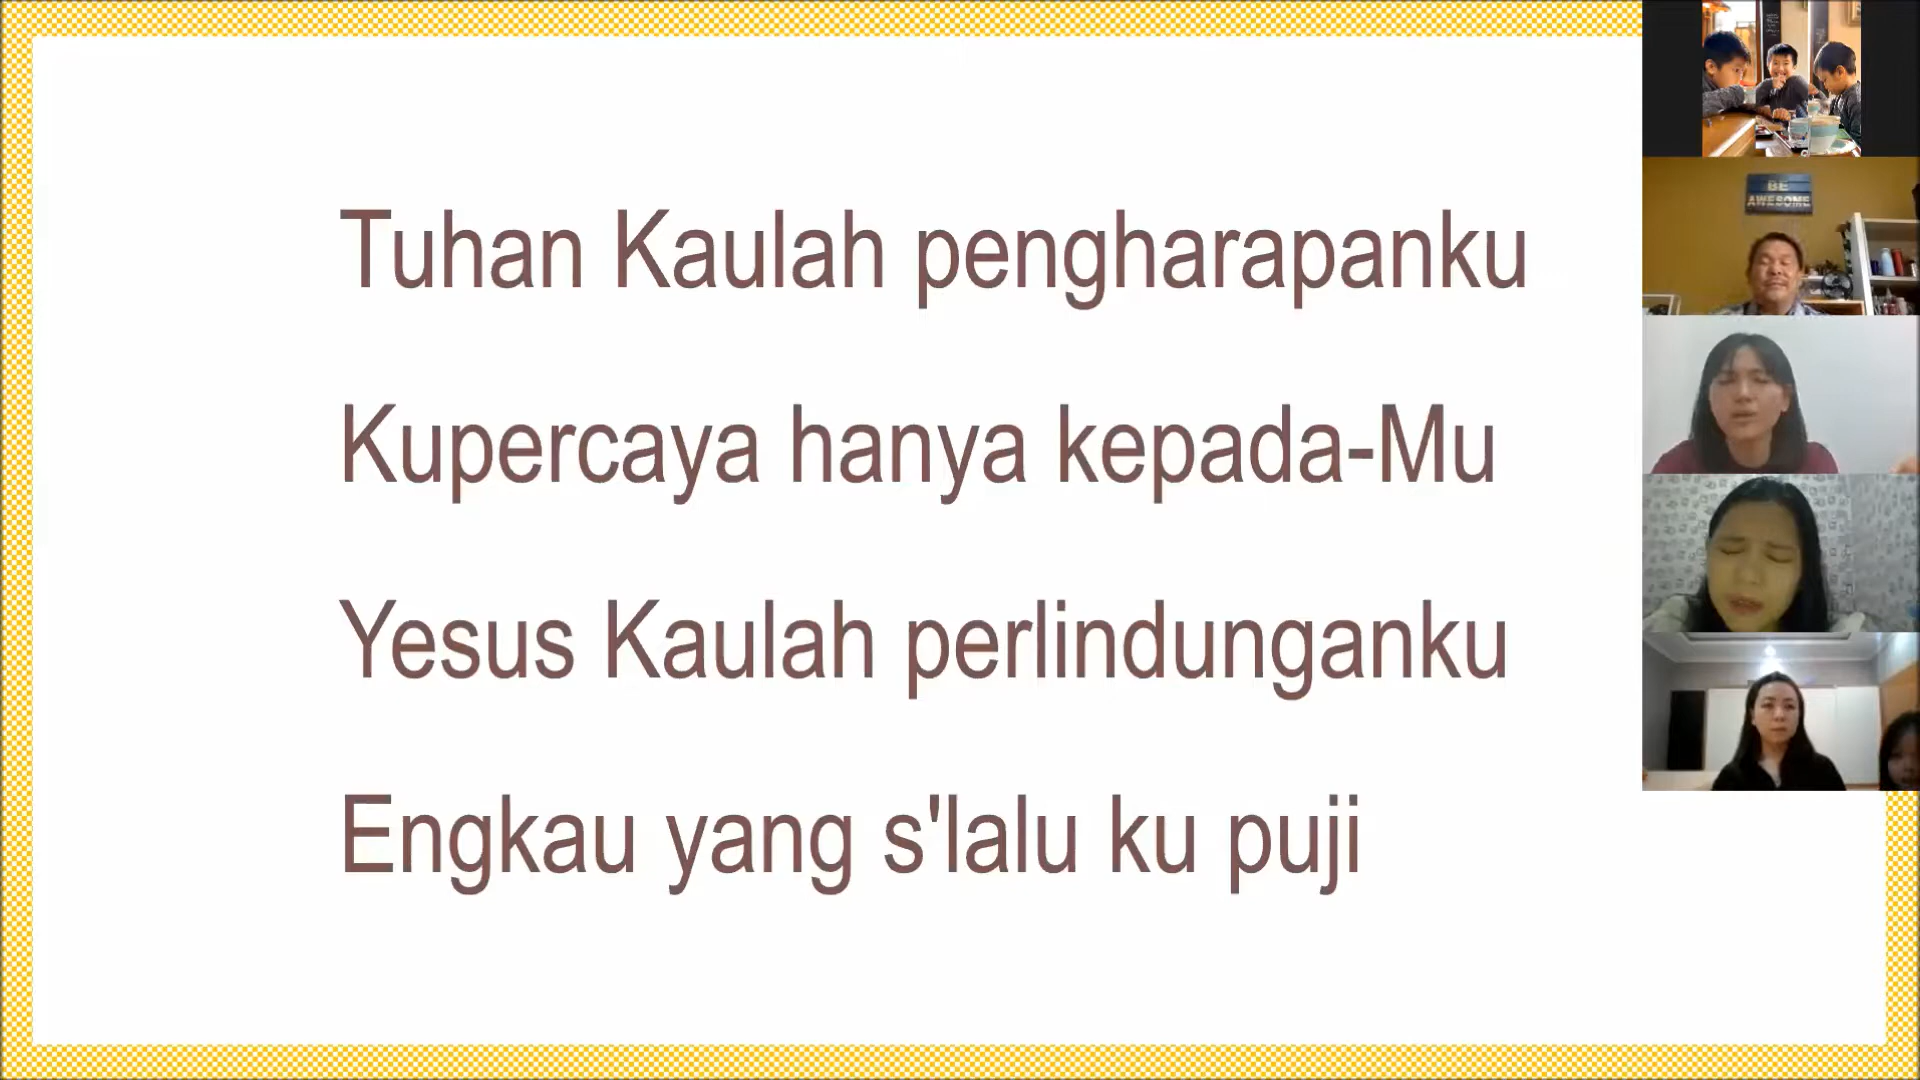 Tuhan Kaulah pengharapanku
Kupercaya hanya kepada-Mu
Yesus Kaulah perlindunganku
Engkau yang s'lalu ku puji
BE
AWESOME